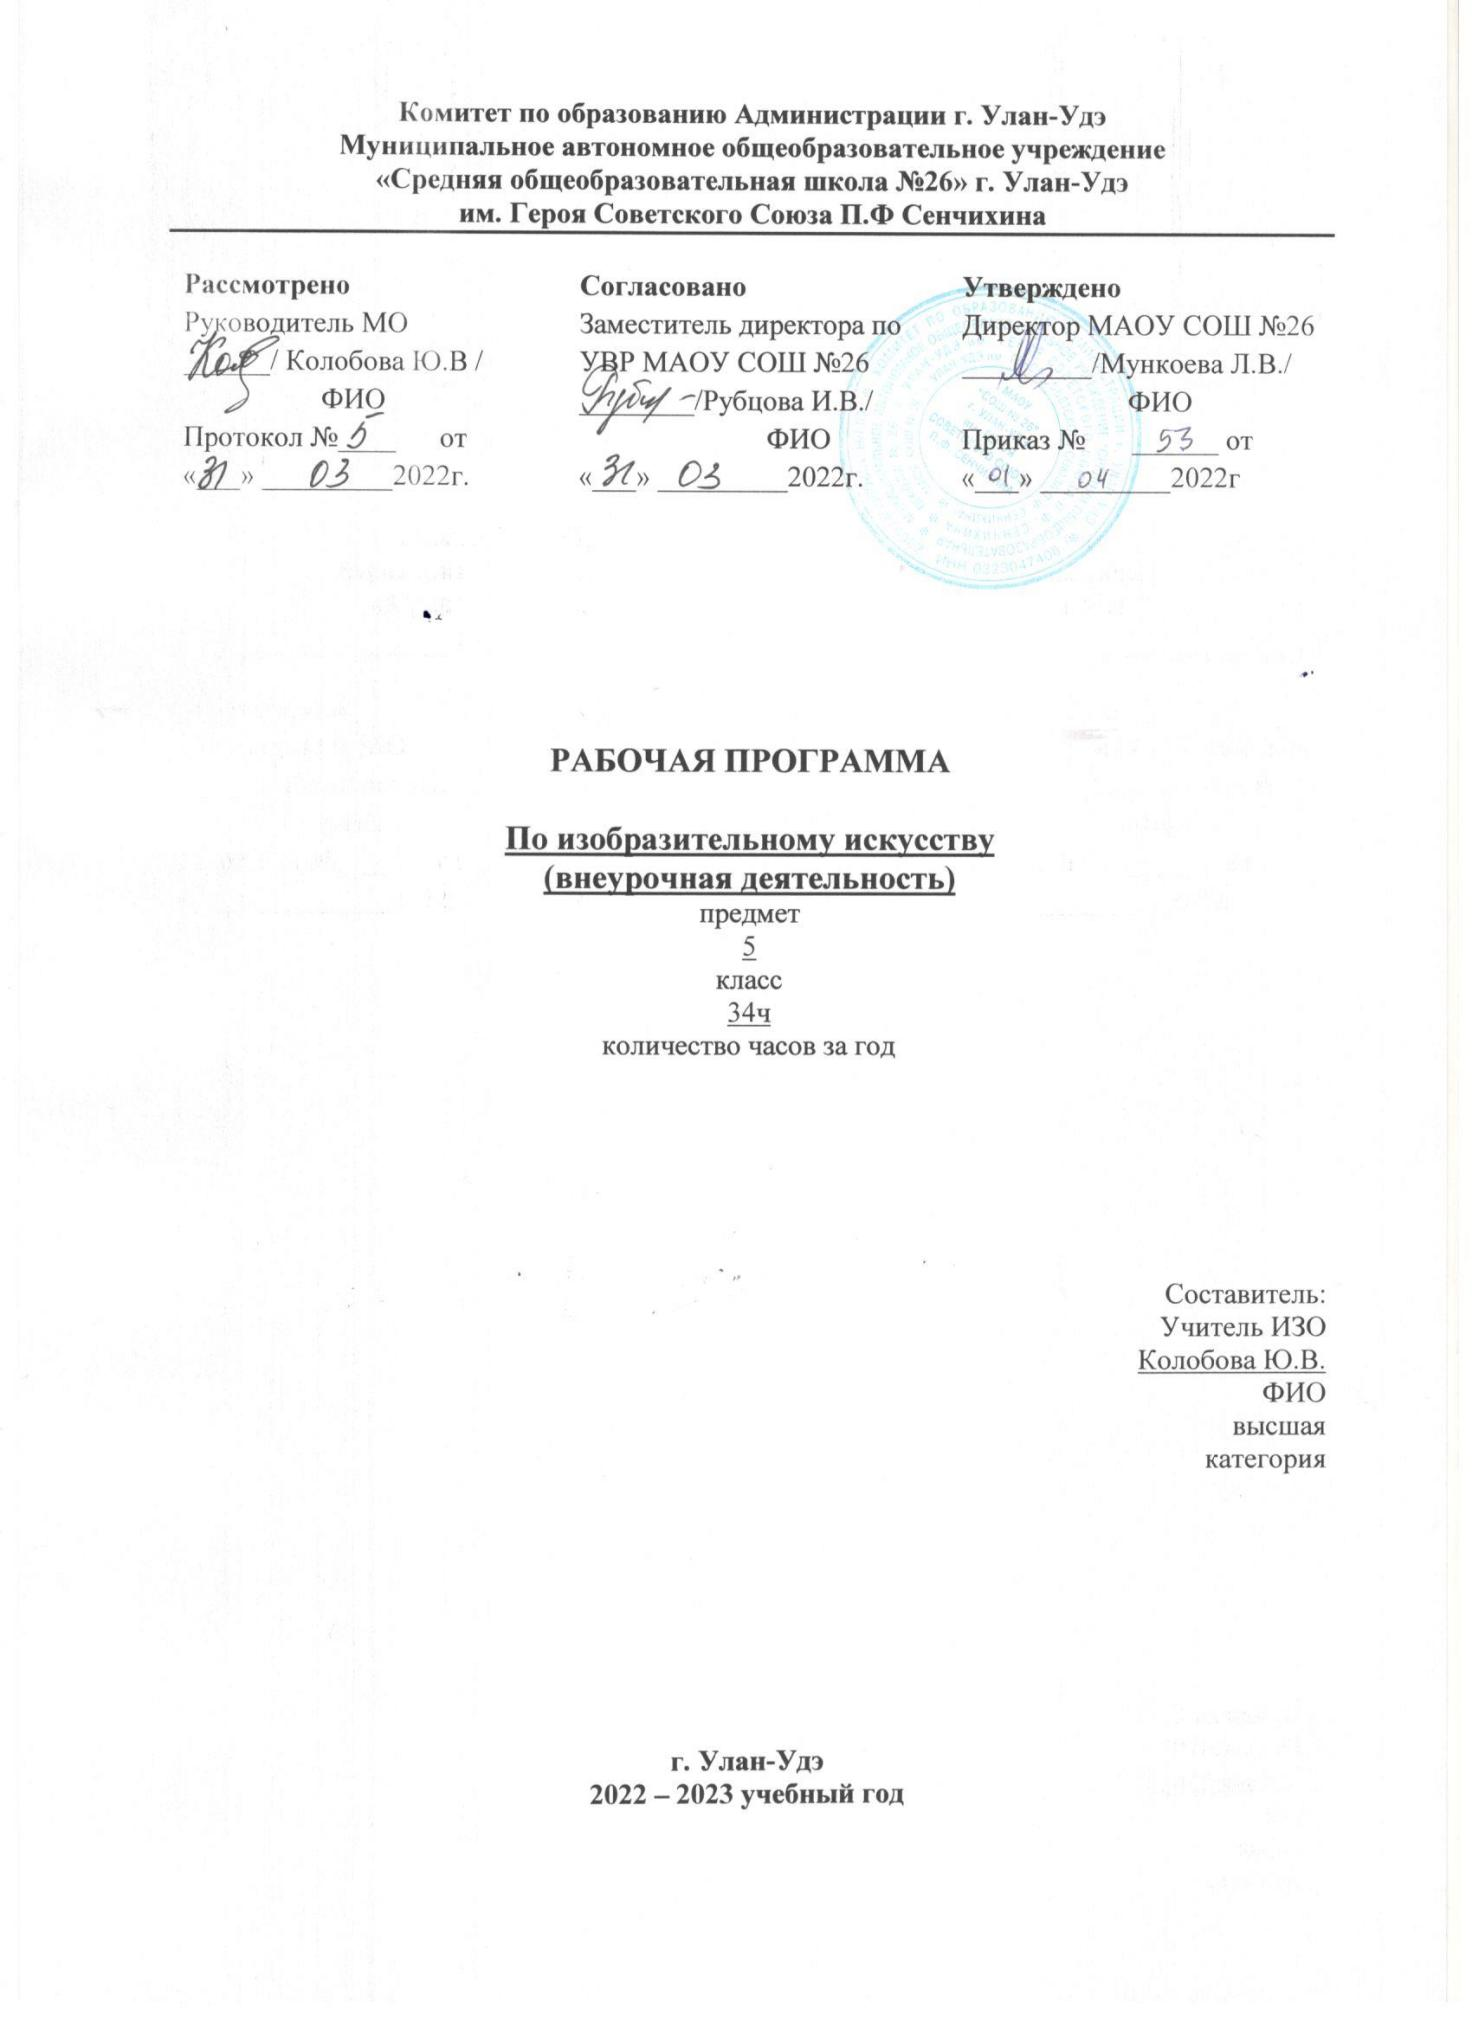 Комитет по образованию Администрации г. Улан-Удэ
Муниципальное автономное общеобразовательное учреждение
«Средняя общеобразовательная школа №26» г. Улан-Удэ
им. Героя Советского Союза П.Ф Сенчихина
Рассмотрено
Руководитель МО
/ Колобова Ю.В /
ФИО
Протокол № 5 от
«31» 03 2022г.
Согласовано
Заместитель директора по
УВР МАОУ СОШ №26
/Рубцова И.В./
ФИО
«31» 03 2022г.
Утверждено
Директор МАОУ СОШ №26
/Мункоева Л.В./
ФИО
Приказ № 53 от
«01» 04 2022г
ИНН 0323047408
РАБОЧАЯ ПРОГРАММА
По изобразительному искусству
(внеурочная деятельность)
предмет
5
класс
34ч
количество часов за год
Составитель:
Учитель ИЗО
Колобова Ю.В.
ФИО
высшая
категория
г. Улан-Удэ
2022 – 2023 учебный год